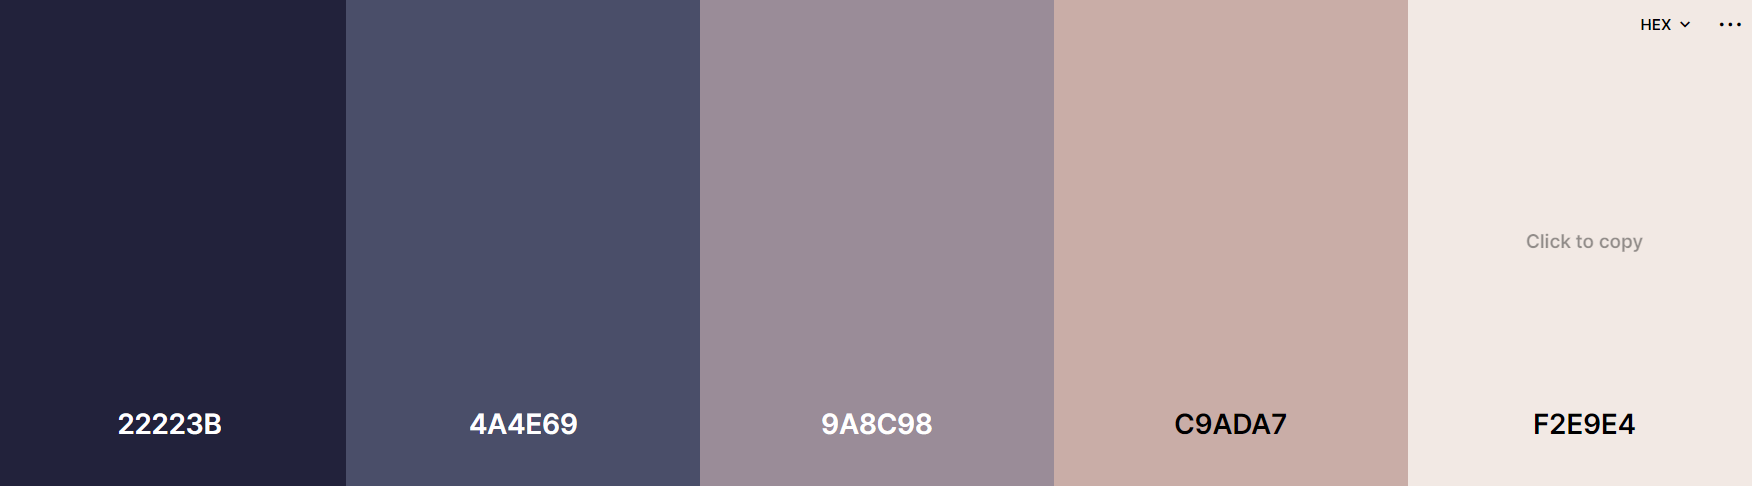 HEX
Click to copy
22223B
4A4E69
9A8C98
C9ADA7
F2E9E4